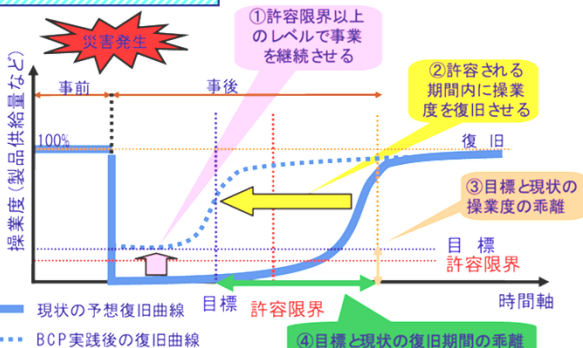 災害発生
①許容限界以上
のレベルで事業
を継続させる
事前
事後
②許容される
期間内に操業
度を復旧させる
100%
復旧
操業度(製品供給量など)
③目標と現状の
操業度の乖離
目標
許容限界
目標
許容限界
時間軸
現状の予想復旧曲線
BCP実践後の復旧曲線
④目標と現状の復旧期間の乖離